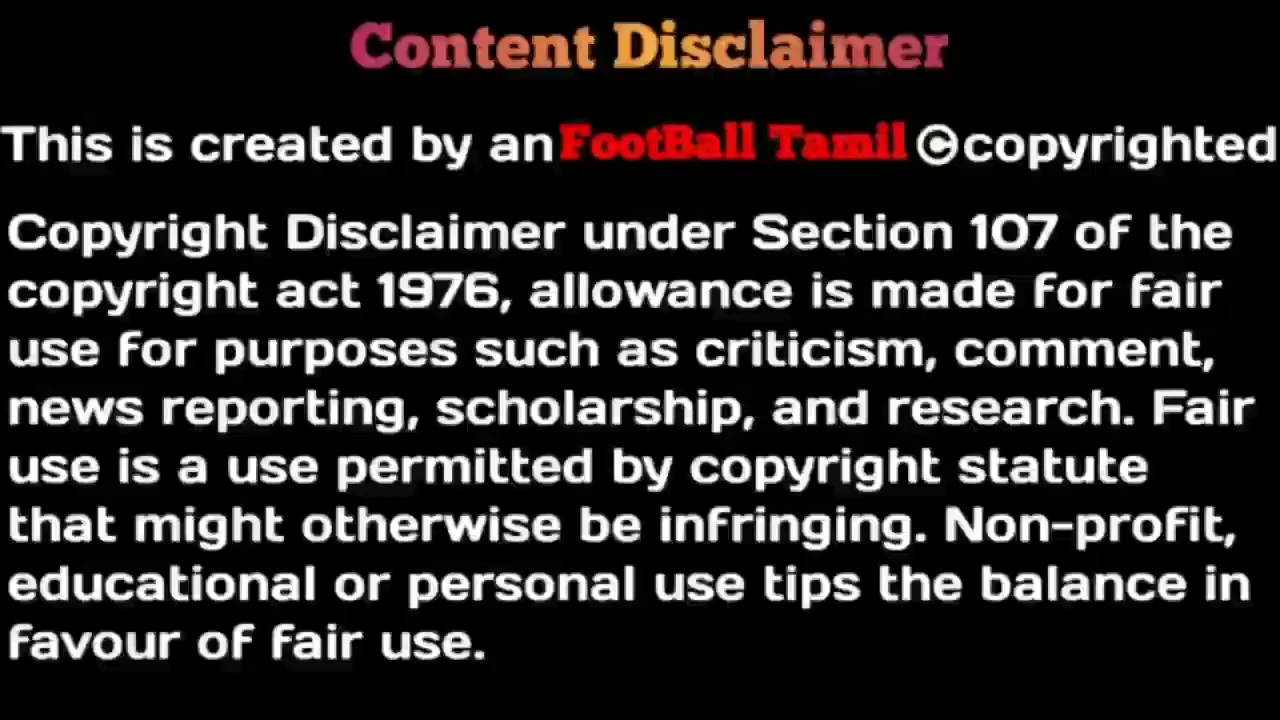 Content Disclaimer
This is created by an FootBall Tamil ©copyrighted
Copyright Disclaimer under Section 107 of the
copyright act 1976, allowance is made for fair
use for purposes such as criticism, comment,
news reporting, scholarship, and research. Fair
use is a use permitted by copyright statute
that might otherwise be infringing. Non-profit,
educational or personal use tips the balance in
favour of fair use.